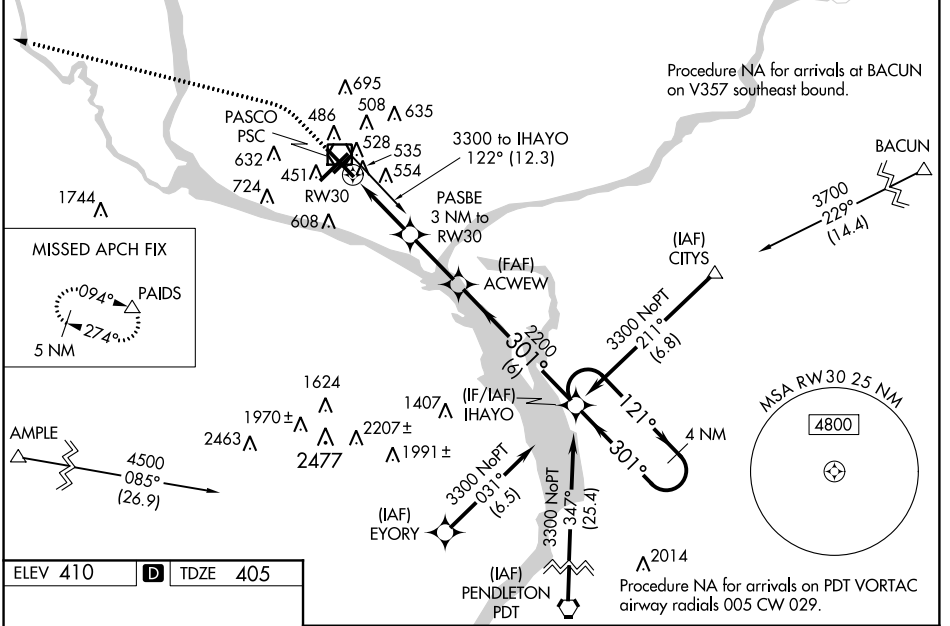 Procedure NA for arrivals at BACUN
on V357 southeast bound.
695
508
635
486
PASCO
PSC
528
535
554
632
451
RW30
724
608
1744
3300 to IHAYO
122° (12.3)
BACUN
3700
229°
(14.4)
PASBE
3 NM to
RW30
(IAF)
CITYS
MISSED APCH FIX
094°
PAIDS
274°
5 NM
(FAF)
ACWEW
3300 NoPT
211°
(6.8)
2200
301°
(6)
(IF/IAF)
IHAYO
121°
4 NM
301°
MSA RW30 25 NM
4800
1624
1970±
1407
2463
2207±
2477
1991±
AMPLE
4500
085°
(26.9)
3300 NoPT
031°
(6.5)
(IAF)
EYORY
3300 NoPT
347°
(25.4)
2014
(IAF)
PENDLETON
PDT
Procedure NA for arrivals on PDT VORTAC
airway radials 005 CW 029.
ELEV 410 D TDZE 405